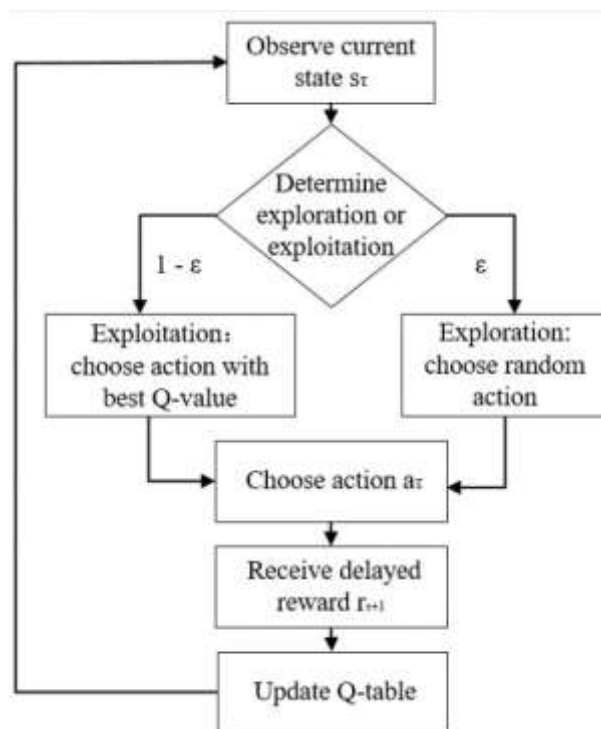 Observe current
state sτ
Determine
exploration or
exploitation
1 - ε
ε
Exploitation：
choose action with
best Q-value
Exploration:
choose random
action
Choose action aτ
Receive delayed
reward rτ+1
Update Q-table